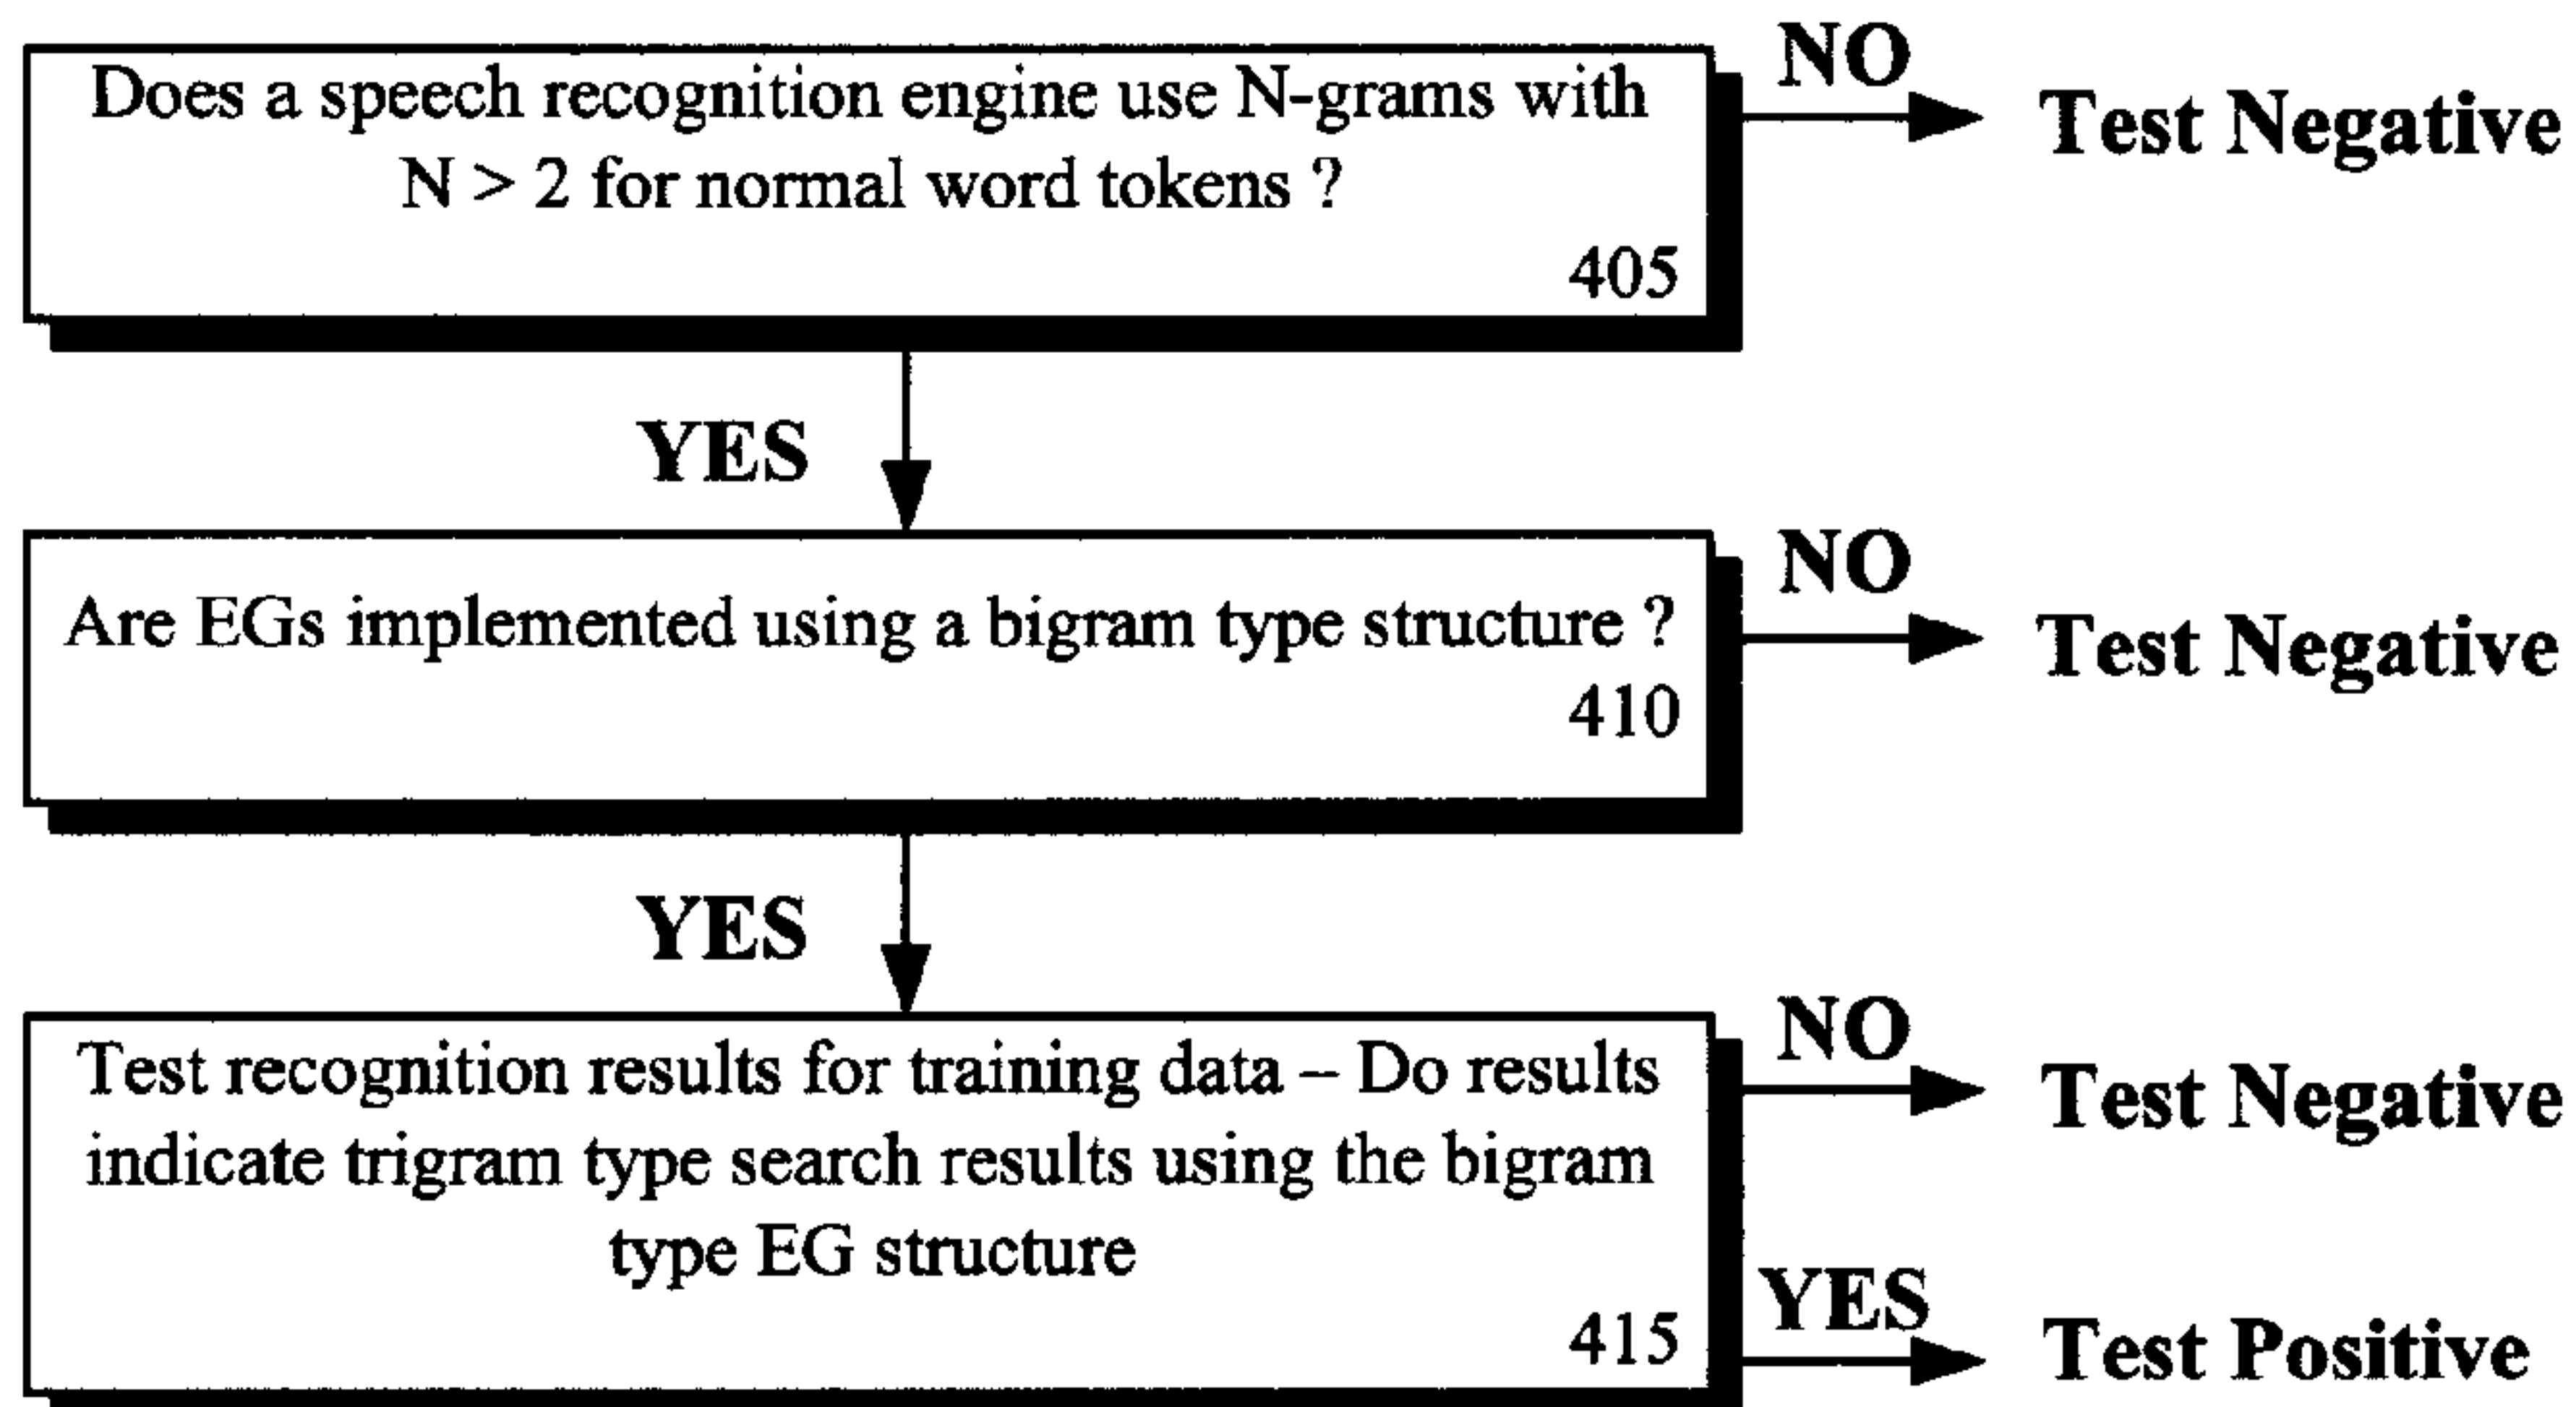 Does a speech recognition engine use N-grams with
N > 2 for normal word tokens ?
405
NO
Test Negative
YES
Are EGs implemented using a bigram type structure ?
410
NO
Test Negative
YES
Test recognition results for training data – Do results
indicate trigram type search results using the bigram
type EG structure
415
NO
Test Negative
YES
Test Positive